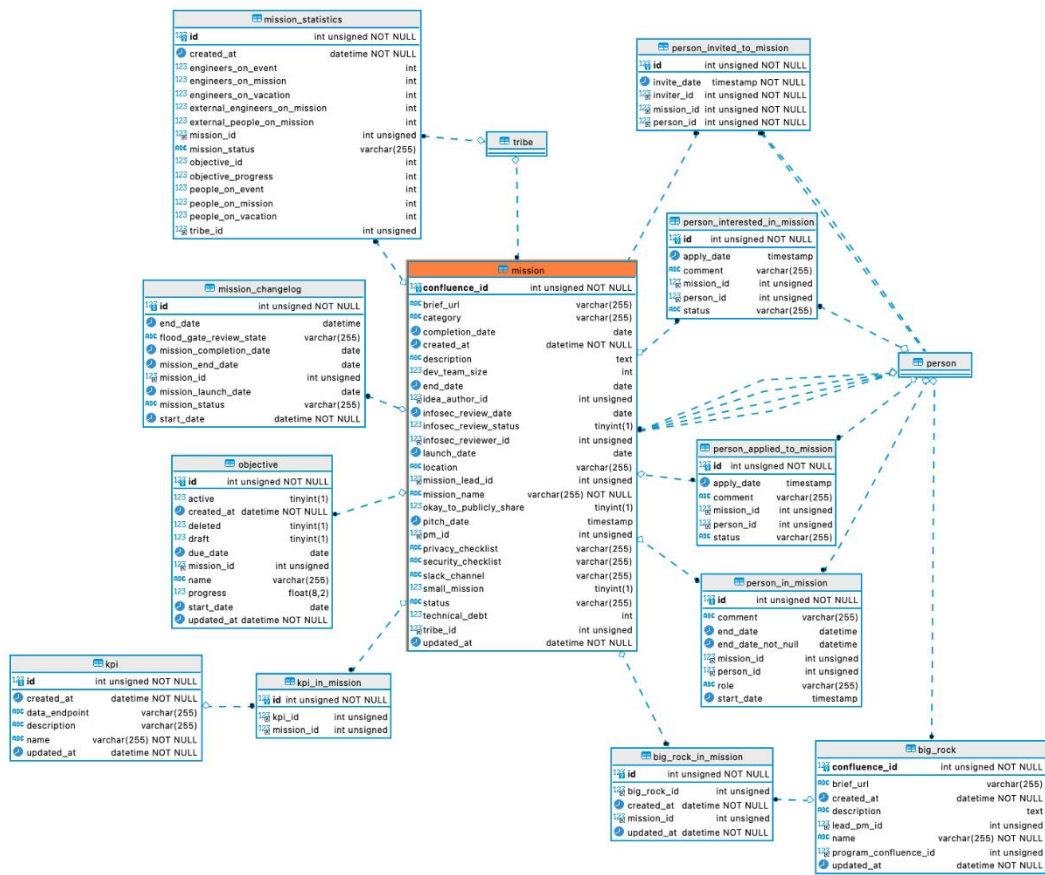 mission_statistics
id int unsigned NOT NULL
created_at datetime NOT NULL
engineers_on_event int
engineers_on_mission int
engineers_on_vacation int
external_engineers_on_mission int
external_people_on_mission int
mission_id int unsigned
mission_status varchar(255)
objective_id int
objective_progress int
people_on_event int
people_on_mission int
people_on_vacation int
tribe_id int unsigned
tribe
person_invited_to_mission
id int unsigned NOT NULL
invite_date timestamp NOT NULL
inviter_id int unsigned NOT NULL
mission_id int unsigned NOT NULL
person_id int unsigned NOT NULL
person_interested_in_mission
id int unsigned NOT NULL
apply_date timestamp
comment varchar(255)
mission_id int unsigned
person_id int unsigned
status varchar(255)
mission
confluence_id int unsigned NOT NULL
brief_url varchar(255)
category varchar(255)
completion_date date
created_at datetime NOT NULL
description text
dev_team_size int
end_date date
idea_author_id int unsigned
infosec_review_date date
infosec_review_status tinyint(1)
infosec_reviewer_id int unsigned
launch_date date
location varchar(255)
mission_lead_id int unsigned
mission_name varchar(255) NOT NULL
okay_to_publicly_share tinyint(1)
pitch_date timestamp
pm_id int unsigned
privacy_checklist varchar(255)
security_checklist varchar(255)
slack_channel varchar(255)
small_mission tinyint(1)
status varchar(255)
technical_debt int
tribe_id int unsigned
updated_at datetime NOT NULL
mission_changelog
id int unsigned NOT NULL
end_date datetime
flood_gate_review_state varchar(255)
mission_completion_date date
mission_end_date date
mission_id int unsigned
mission_launch_date date
mission_status varchar(255)
start_date datetime NOT NULL
person
objective
id int unsigned NOT NULL
active tinyint(1)
created_at datetime NOT NULL
deleted tinyint(1)
draft tinyint(1)
due_date date
mission_id int unsigned
name varchar(255)
progress float(8,2)
start_date date
updated_at datetime NOT NULL
person_applied_to_mission
id int unsigned NOT NULL
apply_date timestamp
comment varchar(255)
mission_id int unsigned
person_id int unsigned
status varchar(255)
person_in_mission
id int unsigned NOT NULL
comment varchar(255)
end_date datetime
end_date_not_null datetime
mission_id int unsigned
person_id int unsigned
role varchar(255)
start_date timestamp
kpi
id int unsigned NOT NULL
created_at datetime NOT NULL
data_endpoint varchar(255)
description varchar(255)
name varchar(255) NOT NULL
updated_at datetime NOT NULL
kpi_in_mission
id int unsigned NOT NULL
kpi_id int unsigned
mission_id int unsigned
big_rock_in_mission
id int unsigned NOT NULL
big_rock_id int unsigned
created_at datetime NOT NULL
mission_id int unsigned
updated_at datetime NOT NULL
big_rock
confluence_id int unsigned NOT NULL
brief_url varchar(255)
created_at datetime NOT NULL
description text
lead_pm_id int unsigned
name varchar(255) NOT NULL
program_confluence_id int unsigned
updated_at datetime NOT NULL